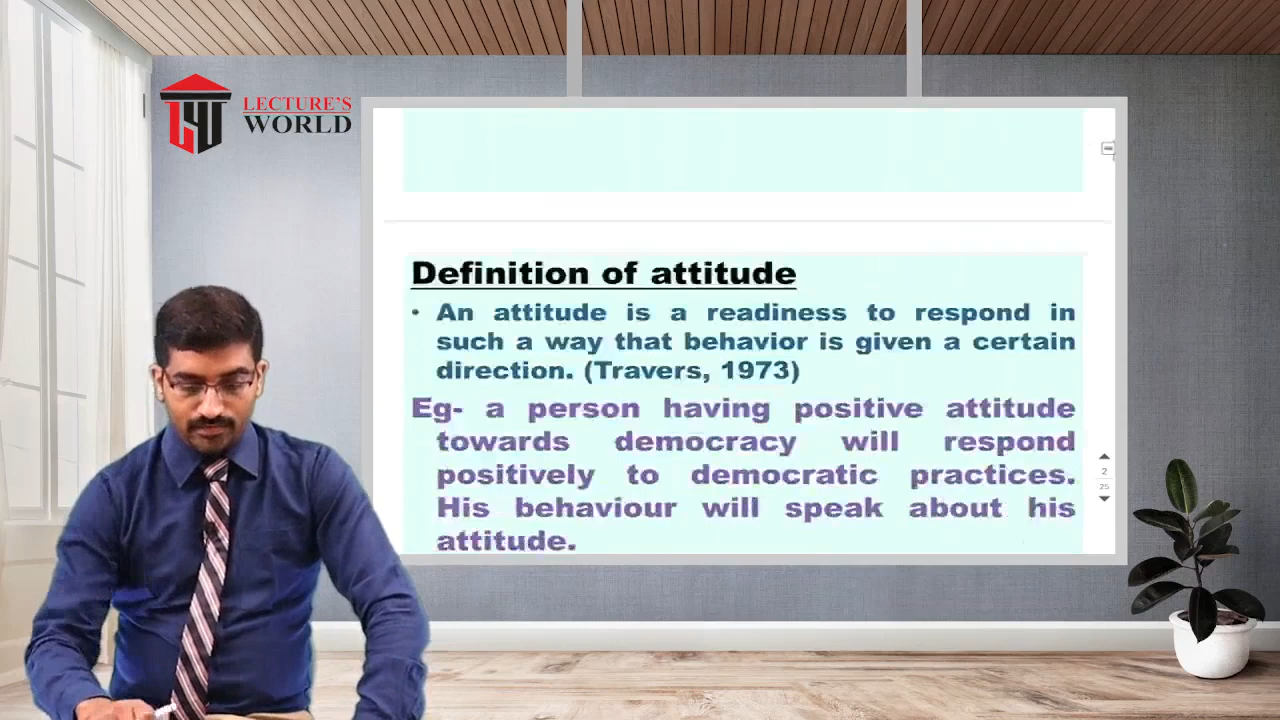 LECTURE'S
WORLD
Definition of attitude
• An attitude is a readiness to respond in
such a way that behavior is given a certain
direction. (Travers, 1973)
Eg- a person having positive attitude
towards democracy will respond
positively to democratic practices.
His behaviour will speak about his
attitude.
2
25